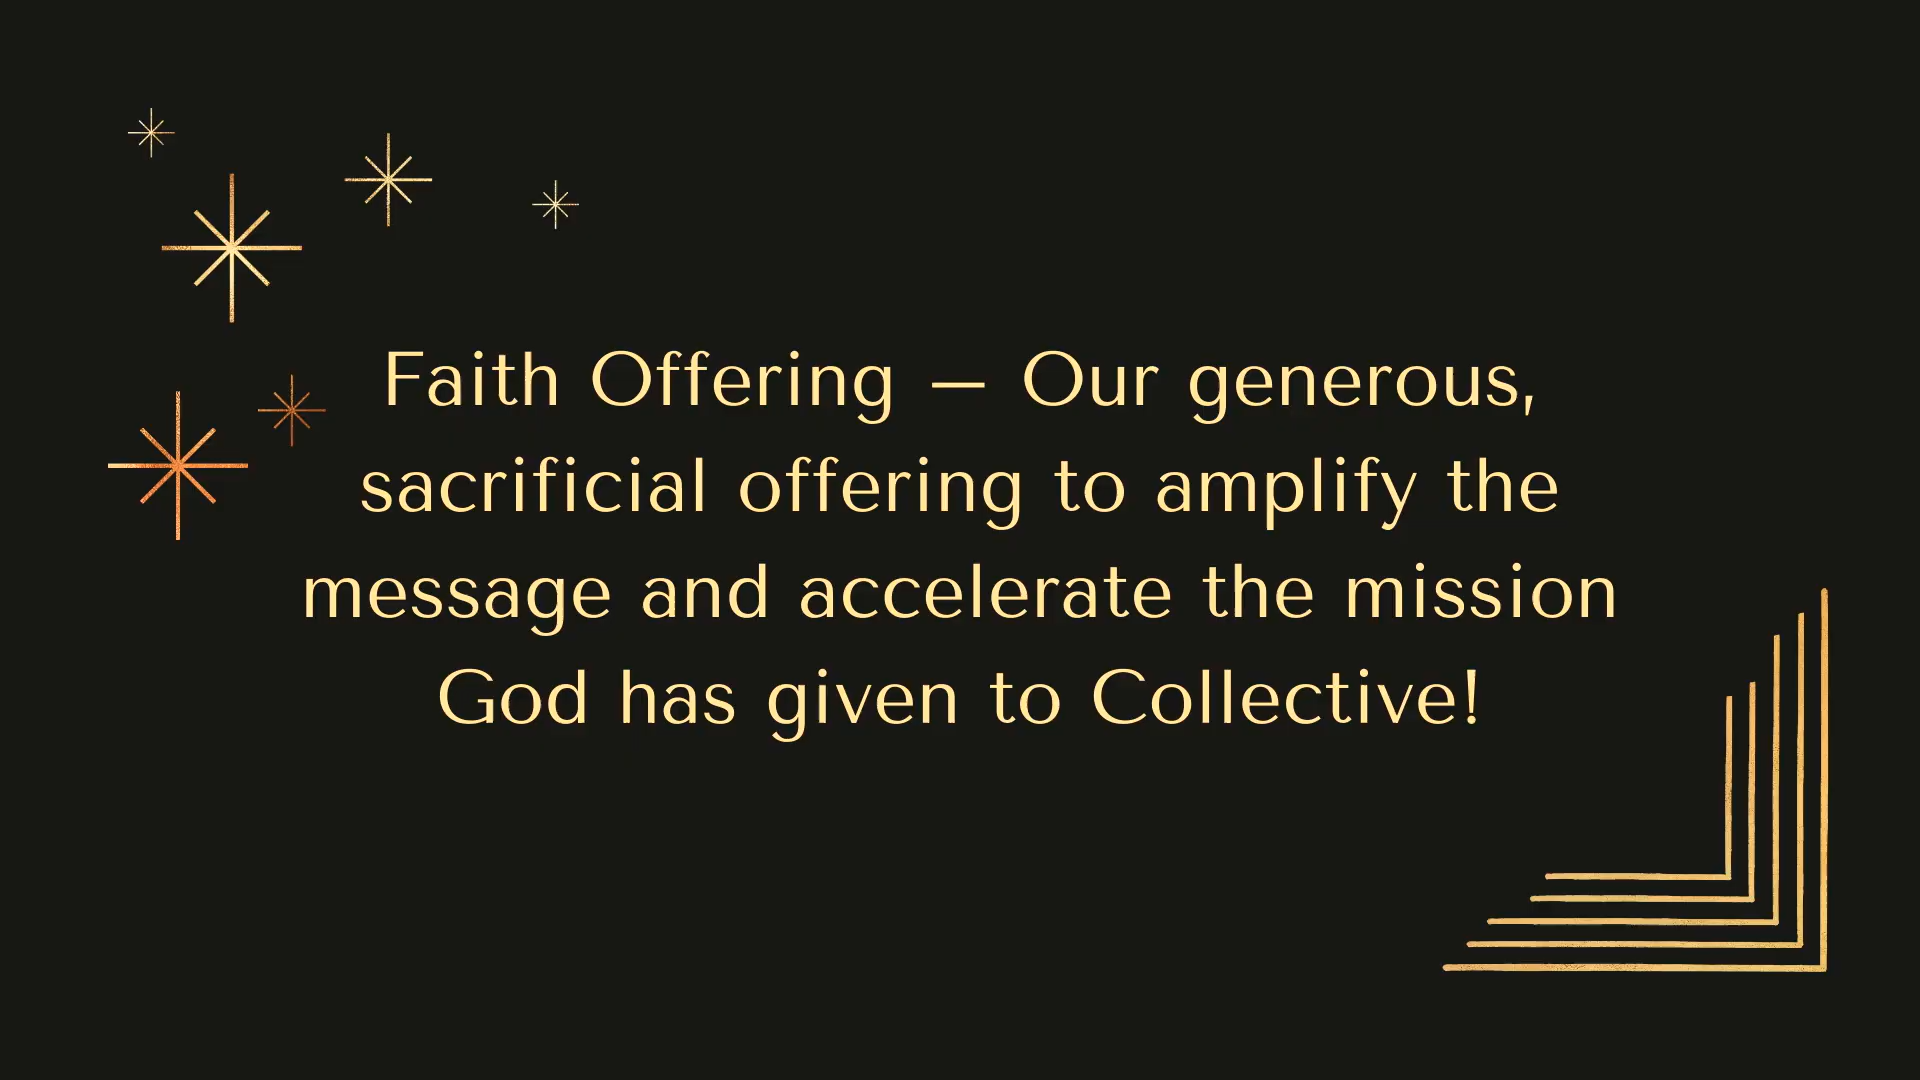 Faith Offering – Our generous,
sacrificial offering to amplify the
message and accelerate the mission
God has given to Collective!